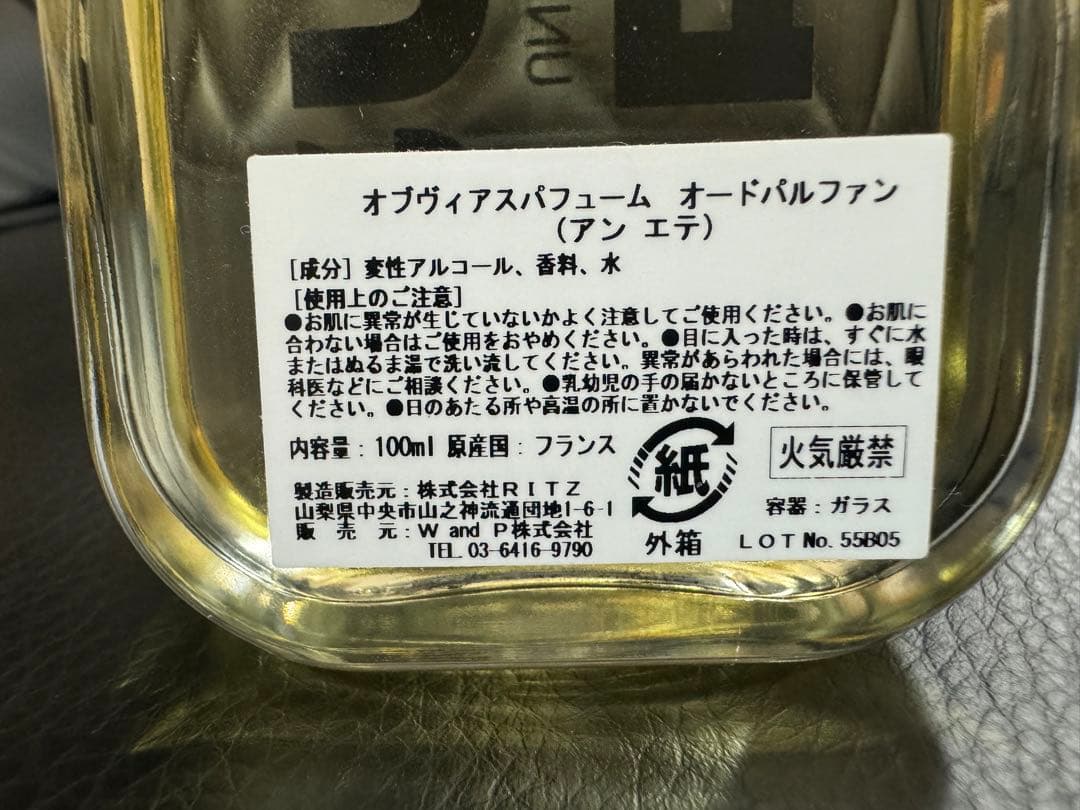 オブヴィアスパフューム オードパルファン
(アン エテ)
[成分] 変性アルコール、香料、水
[使用上のご注意]
●お肌に異常が生じていないかよく注意してご使用ください。●お肌に
合わない場合はご使用をおやめください。●目に入った時は、すぐに水
またはぬるま湯で洗い流してください。異常があらわれた場合には、眼
科医などにご相談ください。●乳幼児の手の届かないところに保管して
ください。●日のあたる所や高温の所に置かないでください。
内容量:100ml 原産国:フランス
製造販売元:株式会社RITZ
山梨県中央市山之神流通団地1-6-1
販 売 元:W and P株式会社
TEL. 03-6416-9790
紙
外箱
火気厳禁
容器:ガラス
LOT No. 55B05